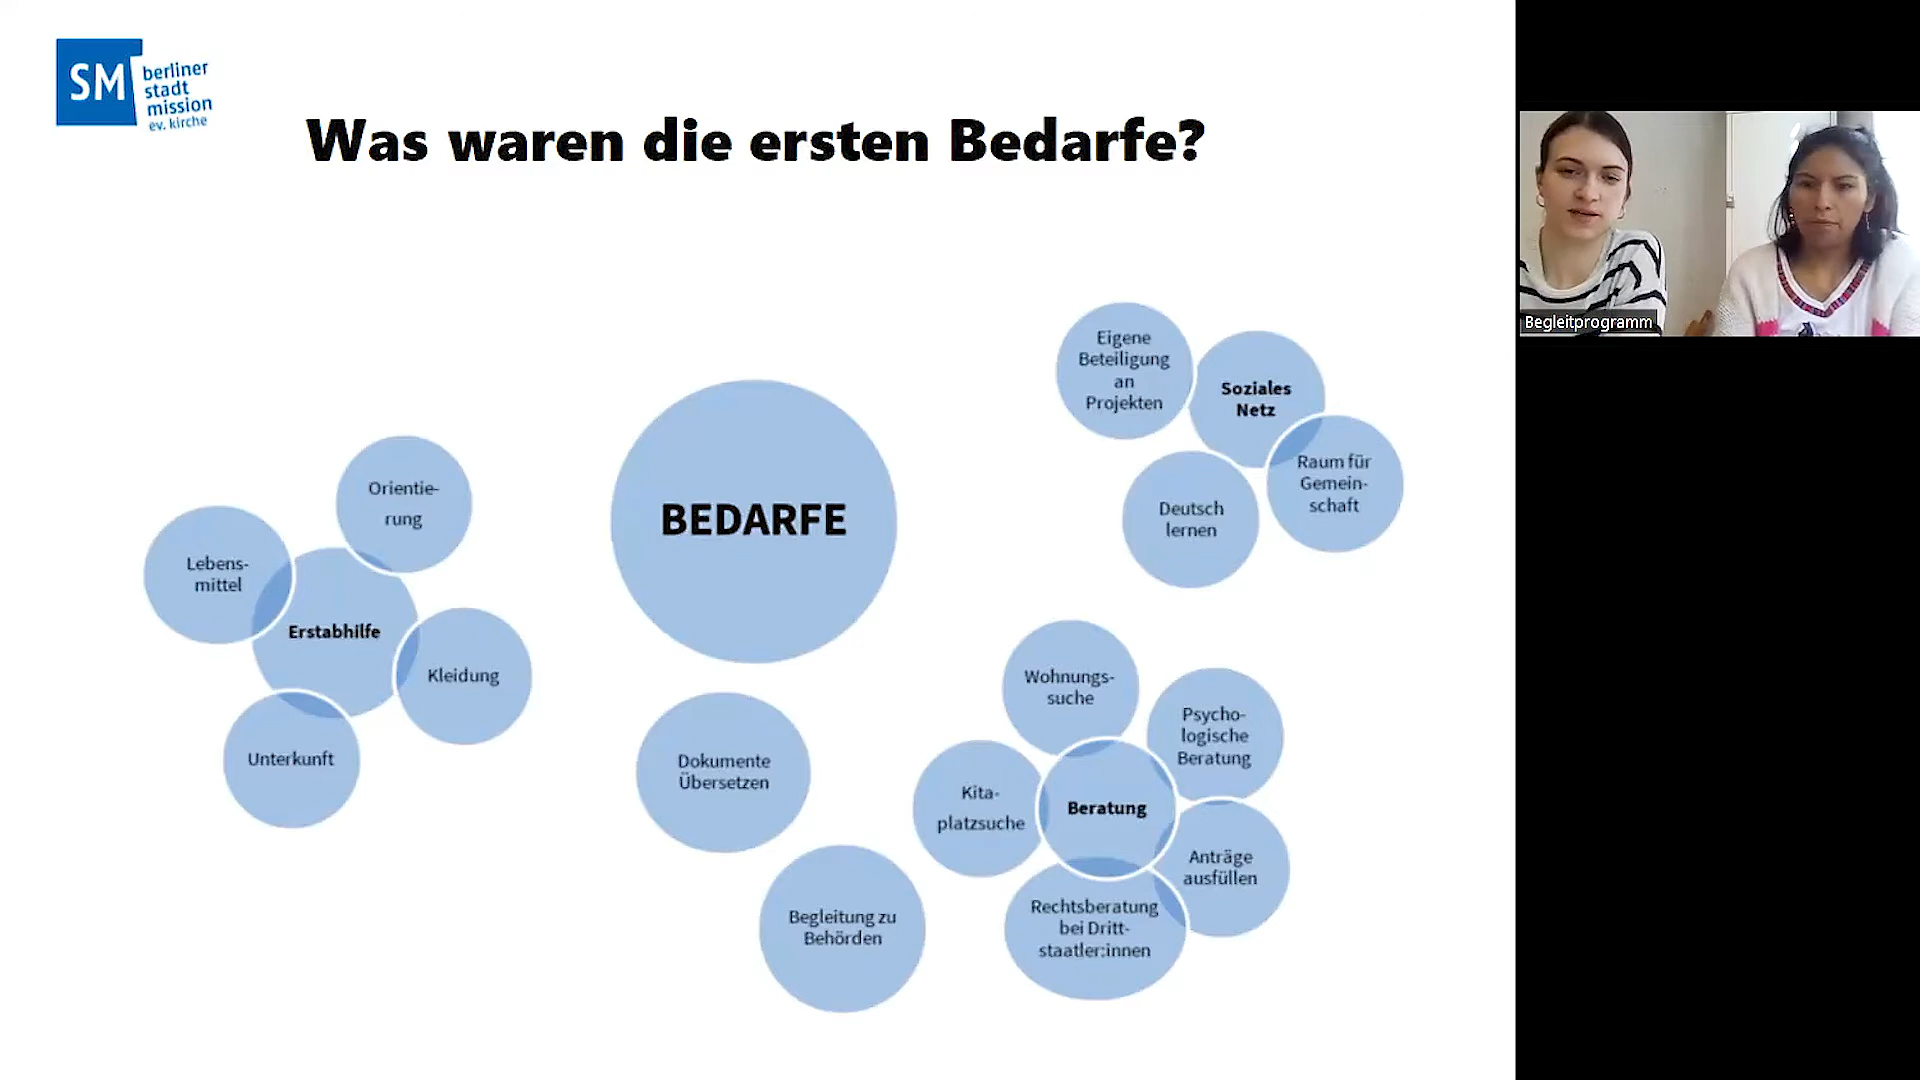 SM
berliner
stadt
mission
ev. kirche
Was waren die ersten Bedarfe?
BEDARFE
Orientie-
rung
Lebens-
mittel
Erstabhilfe
Kleidung
Unterkunft
Dokumente
Übersetzen
Begleitung zu
Behörden
Eigene
Beteiligung
an
Projekten
Soziales
Netz
Raum für
Gemein-
schaft
Deutsch
lernen
Wohnungs-
suche
Psycho-
logische
Beratung
Kita-
platzsuche
Beratung
Anträge
ausfüllen
Rechtsberatung
bei Dritt-
staatler:innen
Begleitprogramm